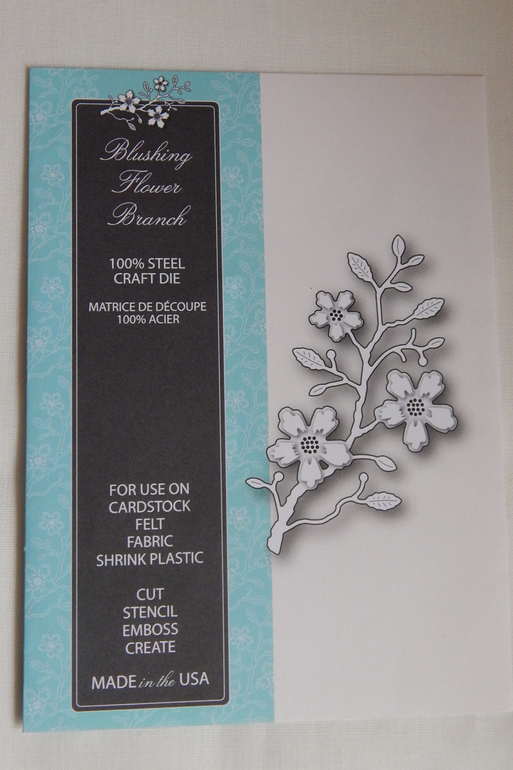 Blushing
Flower
Branch
100% STEEL
CRAFT DIE
MATRICE DE DÉCOUPE
100% ACIER
FOR USE ON
CARDSTOCK
FELT
FABRIC
SHRINK PLASTIC
CUT
STENCIL
EMBOSS
CREATE
MADE in the USA